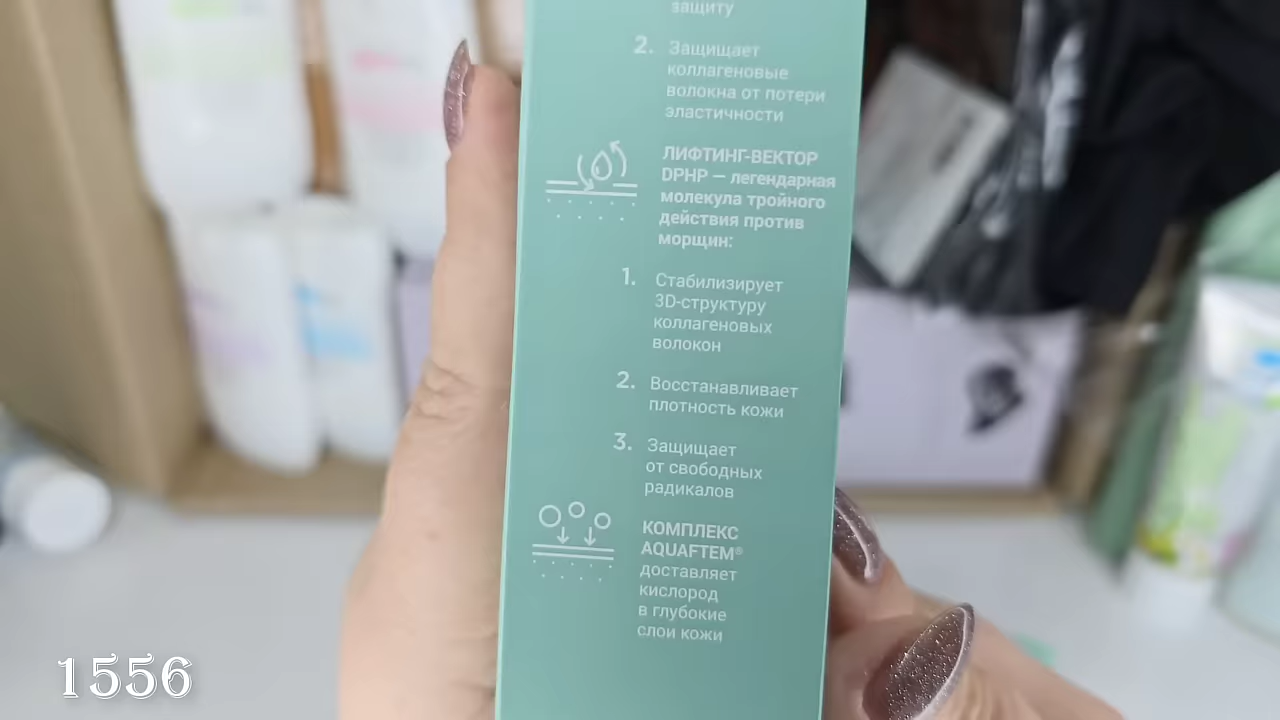 защиту
2. Защищает
коллагеновые
волокна от потери
эластичности
ЛИФТИНГ-ВЕКТОР
DPHP — легендарная
молекула тройного
действия против
морщин:
1. Стабилизирует
3D-структуру
коллагеновых
волокон
2. Восстанавливает
плотность кожи
3. Защищает
от свободных
радикалов
КОМПЛЕКС
AQUAFTEM®
доставляет
кислород
в глубокие
слои кожи
1556